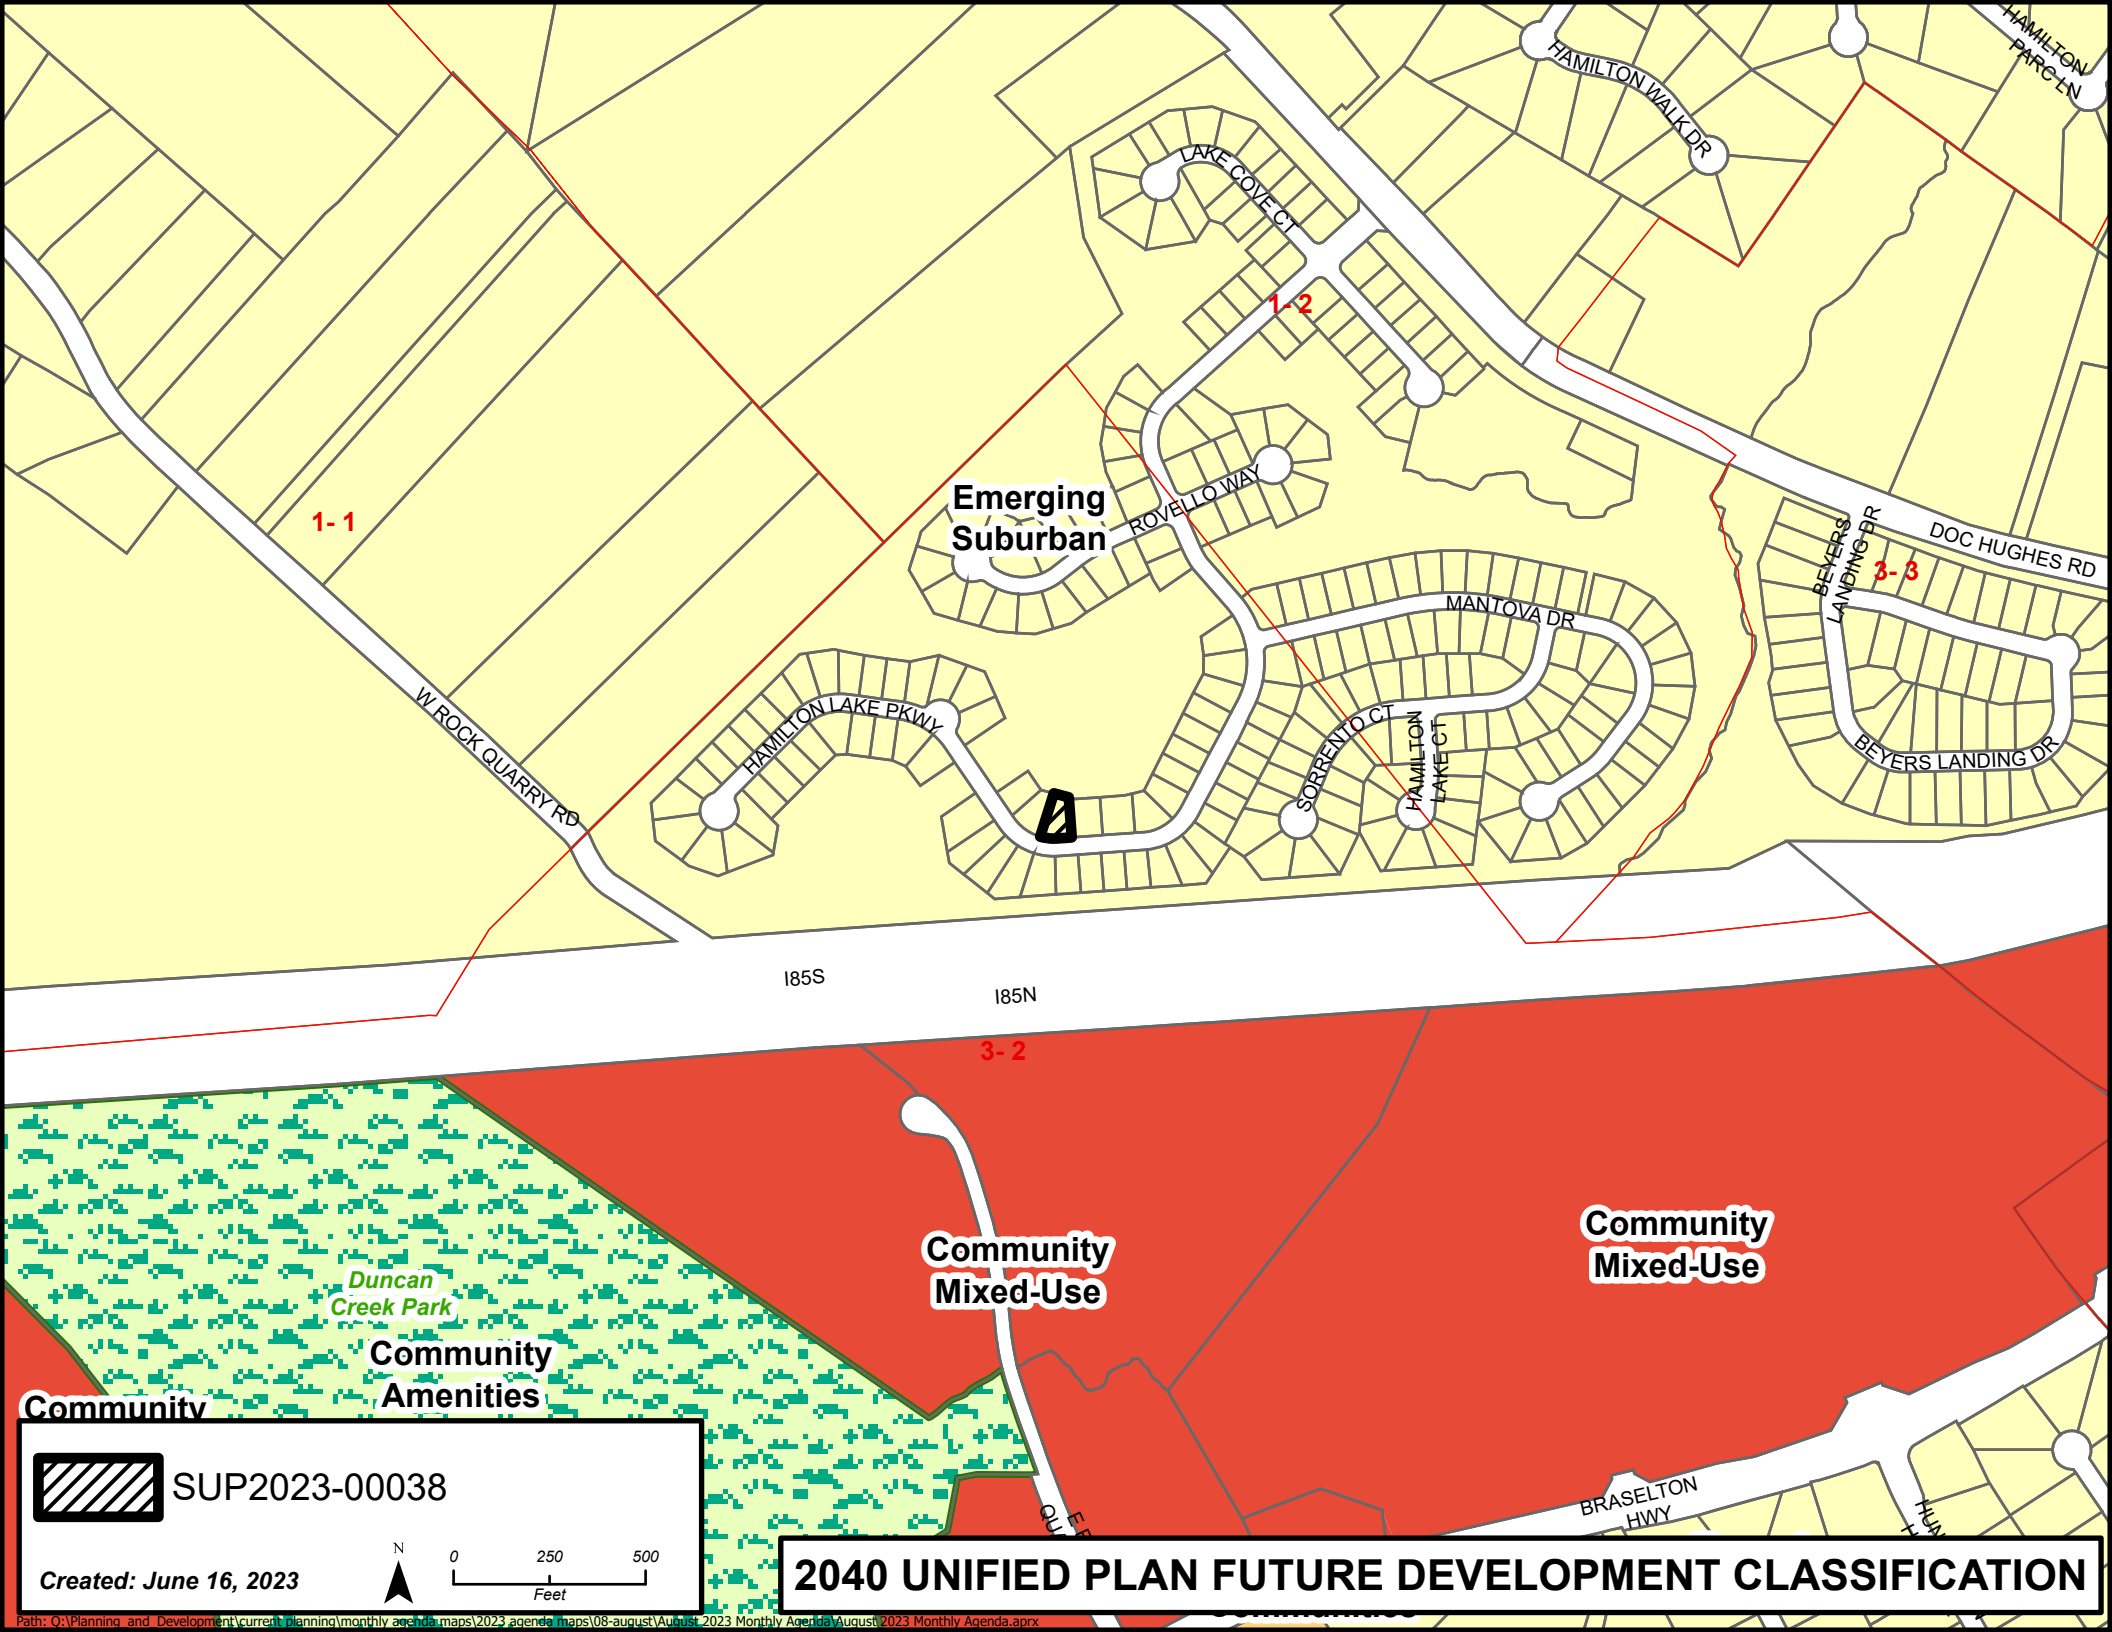 HAMILTON
PARC LN
HAMILTON WALK DR
LAKE COVE CT
1- 2
Emerging
Suburban
ROVELLO WAY
1- 1
BEYERS
LANDING DR
DOC HUGHES RD
3- 3
MANTOVA DR
W ROCK QUARRY RD
HAMILTON LAKE PKWY
SORRENTO CT
HAMILTON
LAKE CT
BEYERS LANDING DR
I85S
I85N
3- 2
Community
Mixed-Use
Community
Mixed-Use
Duncan
Creek Park
Community
Amenities
Community
SUP2023-00038
BRASELTON
HWY
Created: June 16, 2023
N
0 250 500
Feet
2040 UNIFIED PLAN FUTURE DEVELOPMENT CLASSIFICATION
Path: Q:\Planning_and_Development\current planning\monthly agenda maps\2023 agenda maps\08-august\August 2023 Monthly Agenda\August 2023 Monthly Agenda.aprx